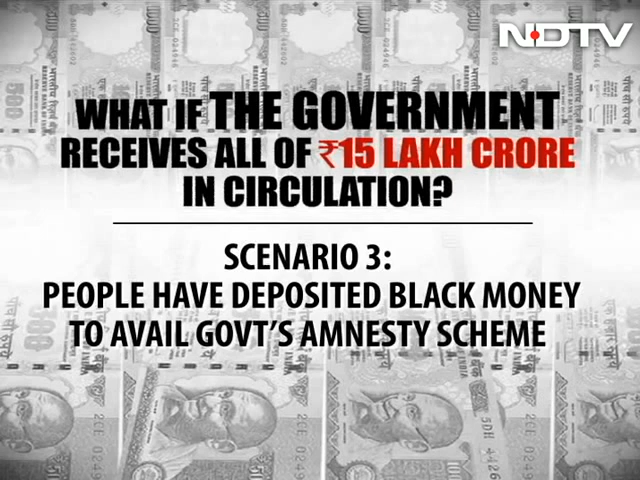 NDTV
WHAT IF THE GOVERNMENT
RECEIVES ALL OF ₹15 LAKH CRORE
IN CIRCULATION?
SCENARIO 3:
PEOPLE HAVE DEPOSITED BLACK MONEY
TO AVAIL GOVT'S AMNESTY SCHEME